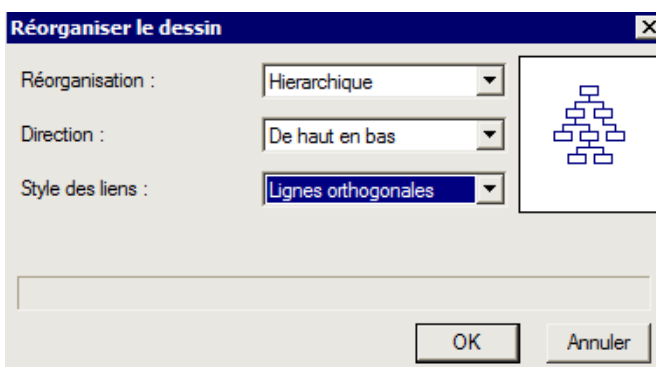 Réorganiser le dessin
Réorganisation : Hierarchique
Direction : De haut en bas
Style des liens : Lignes orthogonales
OK Annuler